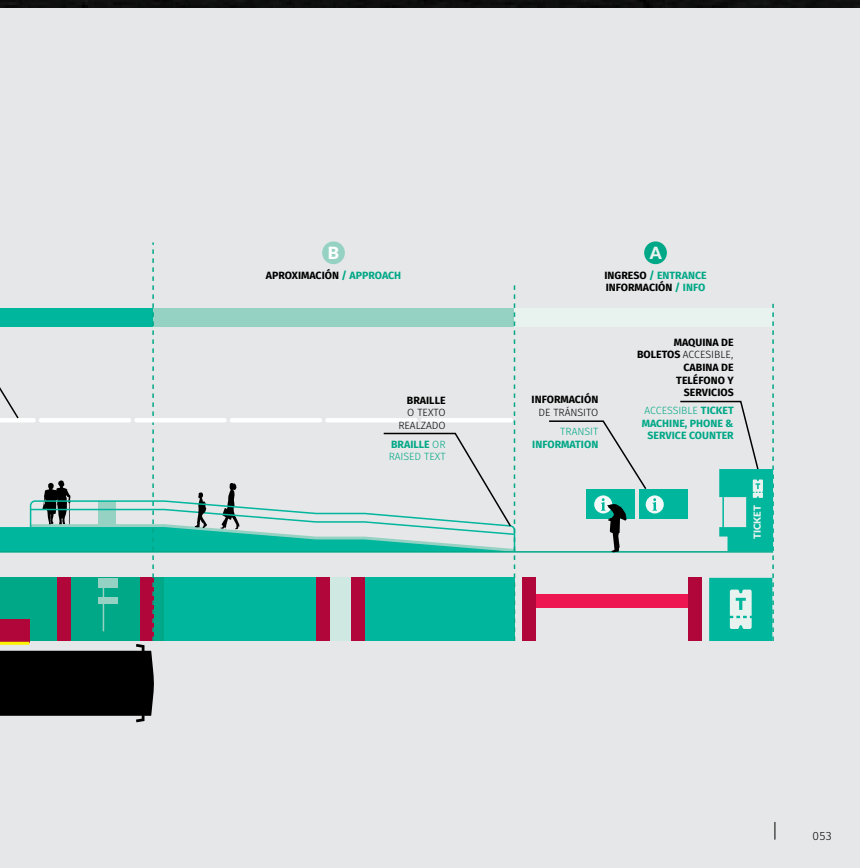 B
APROXIMACIÓN / APPROACH
A
INGRESO / ENTRANCE
INFORMACIÓN / INFO
MAQUINA DE
BOLETOS ACCESIBLE,
CABINA DE
TELÉFONO Y
SERVICIOS
ACCESSIBLE TICKET
MACHINE, PHONE &
SERVICE COUNTER
BRAILLE
O TEXTO
REALZADO
BRAILLE OR
RAISED TEXT
INFORMACIÓN
DE TRÁNSITO
TRANSIT
INFORMATION
i
i
T
TICKET
T
053